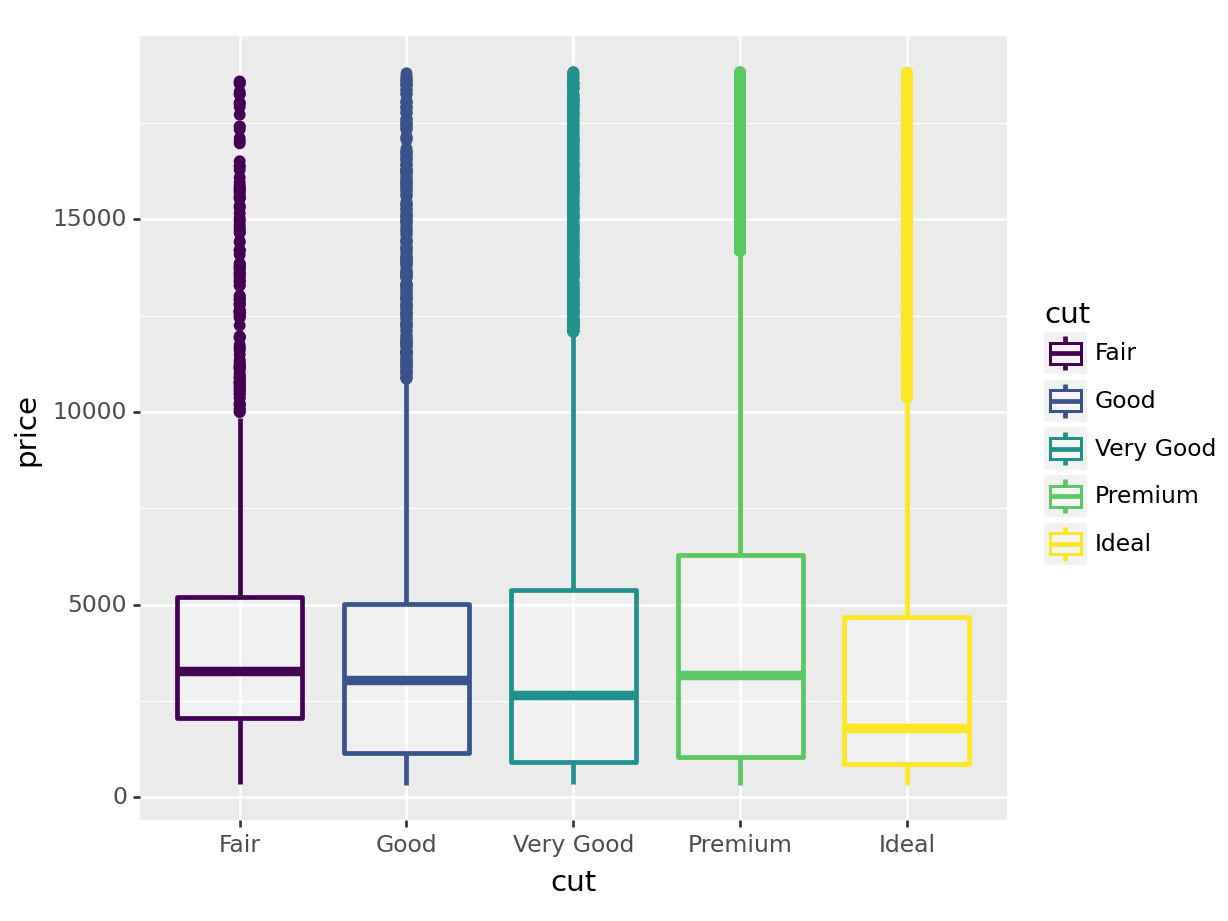 price
15000
10000
5000
0
Fair
Good
Very Good
Premium
Ideal
cut
cut
Fair
Good
Very Good
Premium
Ideal